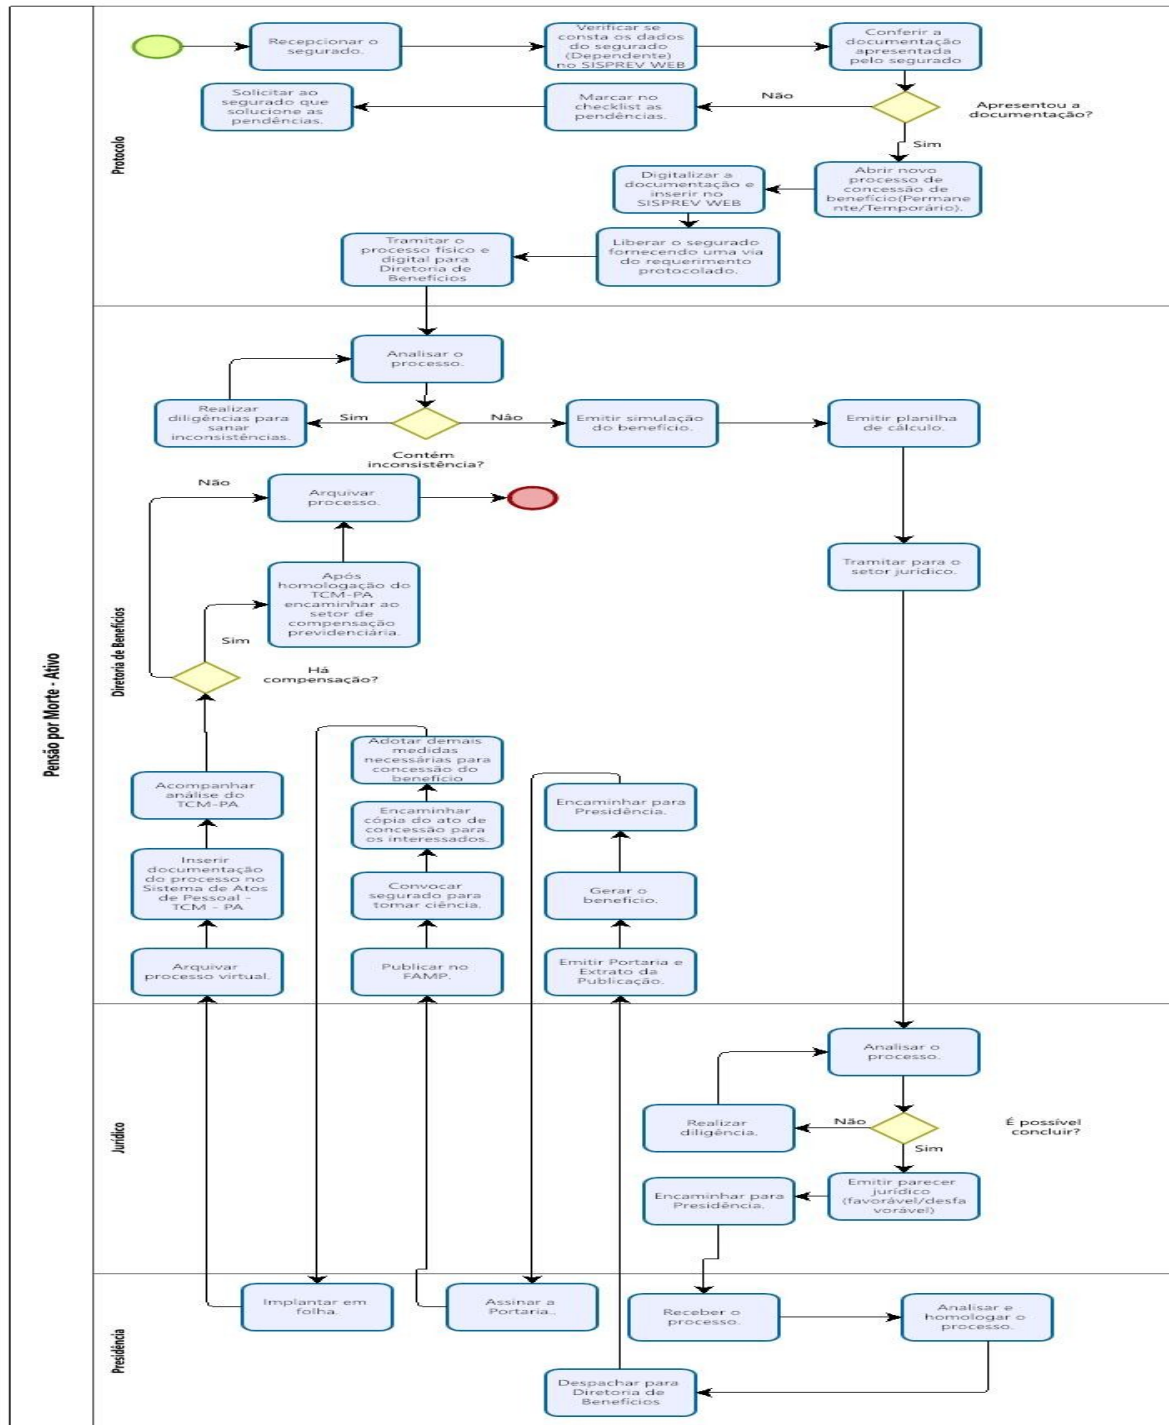 Pensão por Morte - Ativo
Protocolo
Recepcionar o
segurado.
Verificar se
consta os dados
do segurado
(Dependente)
no SISPREV WEB
Conferir a
documentação
apresentada
pelo segurado
Solicitar ao
segurado que
solucione as
pendências.
Marcar no
checklist as
pendências.
Não
Apresentou a
documentação?
Sim
Digitalizar a
documentação e
inserir no
SISPREV WEB
Abrir novo
processo de
concessão de
benefício(Permane
nte/Temporário).
Tramitar o
processo físico e
digital para
Diretoria de
Benefícios
Liberar o segurado
fornecendo uma via
do requerimento
protocolado.
Diretoria de Benefícios
Analisar o
processo.
Realizar
diligências para
sanar
inconsistências.
Sim
Não
Contém
inconsistência?
Emitir simulação
do benefício.
Emitir planilha
de cálculo.
Não
Arquivar
processo.
Tramitar para o
setor jurídico.
Após
homologação do
TCM-PA
encaminhar ao
setor de
compensação
previdenciária.
Sim
Há
compensação?
Acompanhar
análise do
TCM-PA
Adotar demais
medidas
necessárias para
concessão do
benefício
Encaminhar para
Presidência.
Encaminhar
cópia do ato de
concessão para
os interessados.
Inserir
documentação
do processo no
Sistema de Atos
de Pessoal -
TCM - PA
Convocar
segurado para
tomar ciência.
Gerar o
benefício.
Arquivar
processo virtual.
Publicar no
FAMP.
Emitir Portaria e
Extrato da
Publicação.
Jurídico
Analisar o
processo.
Realizar
diligência.
Não
É possível
concluir?
Sim
Encaminhar para
Presidência.
Emitir parecer
jurídico
(favorável/desfa
vorável)
Presidência
Implantar em
folha.
Assinar a
Portaria..
Receber o
processo.
Analisar e
homologar o
processo.
Despachar para
Diretoria de
Benefícios